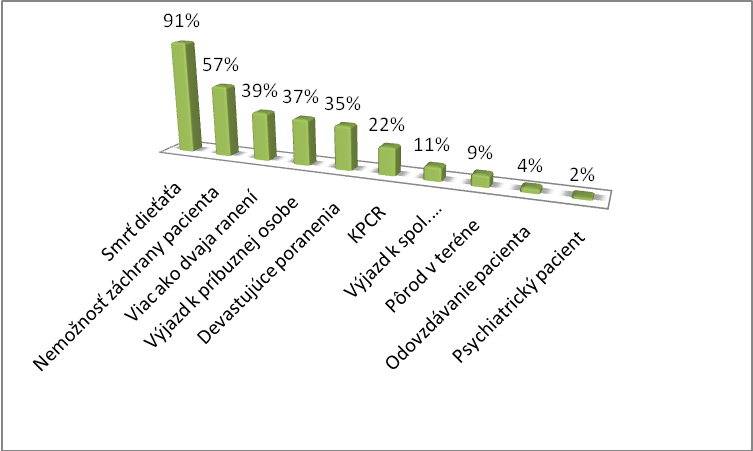 91%
57%
39%
37%
35%
22%
11%
9%
4%
2%
Smrť dieťaťa
Nemožnosť záchrany pacienta
Viac ako dvaja ranení
Výjazd k príbuznej osobe
Devastujúce poranenia
KPCR
Výjazd k spol....
Pôrod v teréne
Odovzdávanie pacienta
Psychiatrický pacient